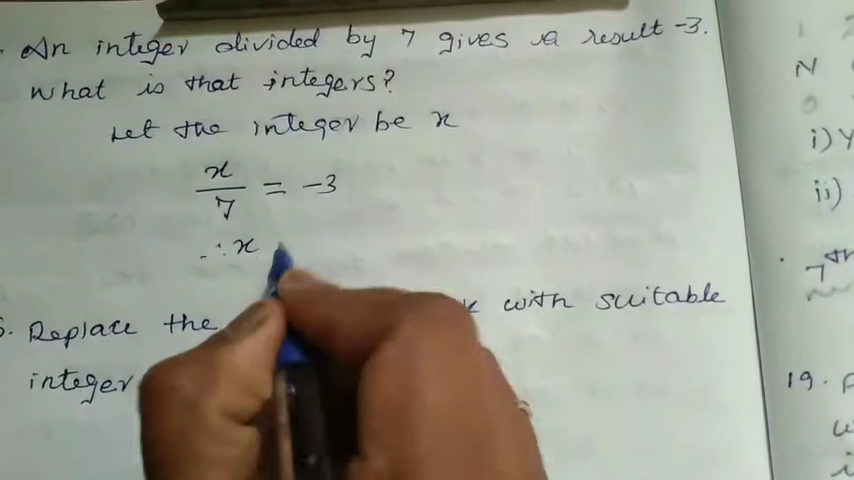 An integer divided by 7 gives a result -3.
What is that integers?
Let the integer be x
x/7 = -3
∴ x
Replace the with suitable
integer
N
i)
ii)
7th
19.